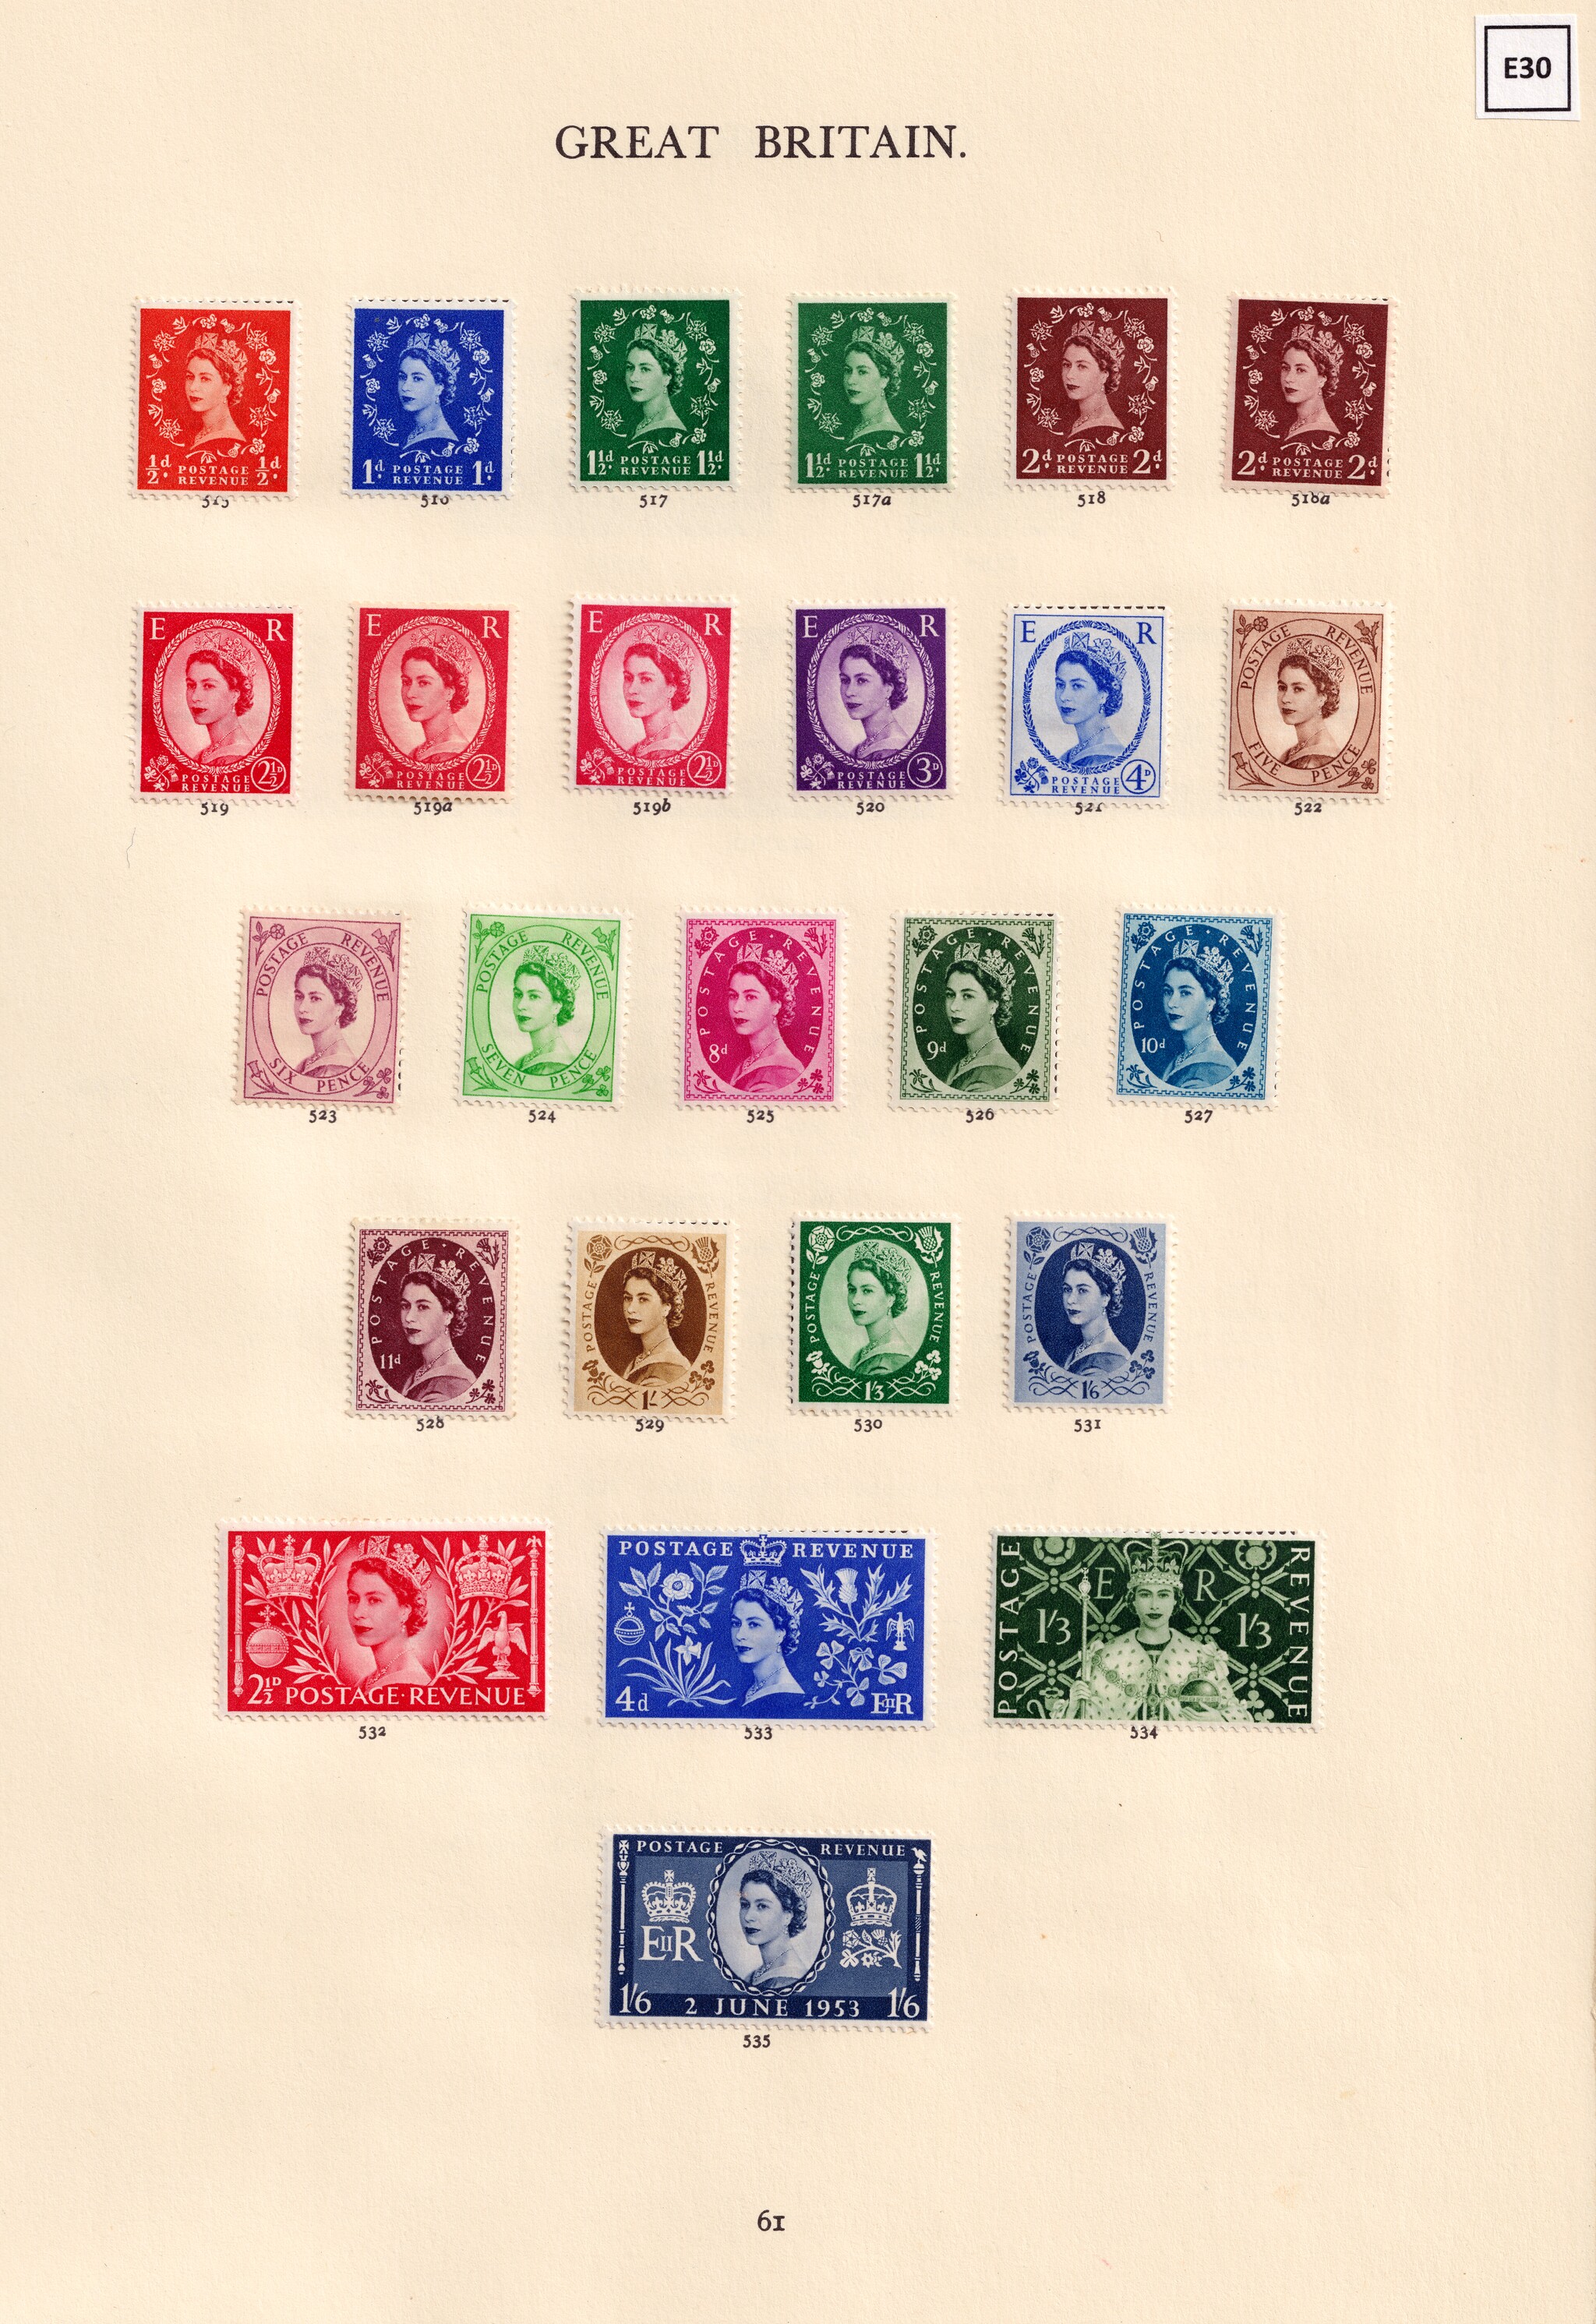 E30
GREAT BRITAIN.
½d POSTAGE REVENUE ½d
1d POSTAGE REVENUE 1d
1½d POSTAGE REVENUE 1½d
1½d POSTAGE REVENUE 1½d
2d POSTAGE REVENUE 2d
2d POSTAGE REVENUE 2d
515
516
517
517a
518
518a
E R POSTAGE REVENUE 2½D
E R POSTAGE REVENUE 2½D
E R POSTAGE REVENUE 2½D
E R POSTAGE REVENUE 3D
E R POSTAGE REVENUE 4D
POSTAGE REVENUE FIVE PENCE
519
519a
519b
520
521
522
POSTAGE REVENUE SIX PENCE
POSTAGE REVENUE SEVEN PENCE
POSTAGE · REVENUE 8d
POSTAGE · REVENUE 9d
POSTAGE · REVENUE 10d
523
524
525
526
527
POSTAGE · REVENUE 11d
POSTAGE REVENUE 1/-
POSTAGE REVENUE 1/3
POSTAGE REVENUE 1/6
528
529
530
531
2½D POSTAGE·REVENUE
POSTAGE REVENUE
4d EIIR
POSTAGE E R REVENUE
1/3 1/3
532
533
534
POSTAGE REVENUE
EIIR
1/6 2 JUNE 1953 1/6
535
61